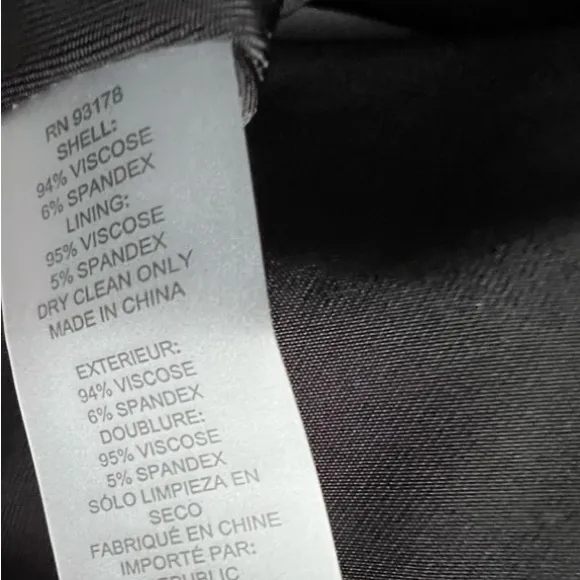 RN 93178
SHELL:
94% VISCOSE
6% SPANDEX
LINING:
95% VISCOSE
5% SPANDEX
DRY CLEAN ONLY
MADE IN CHINA
EXTERIEUR:
94% VISCOSE
6% SPANDEX
DOUBLURE:
95% VISCOSE
5% SPANDEX
SÓLO LIMPIEZA EN
SECO
FABRIQUÉ EN CHINE
IMPORTÉ PAR: